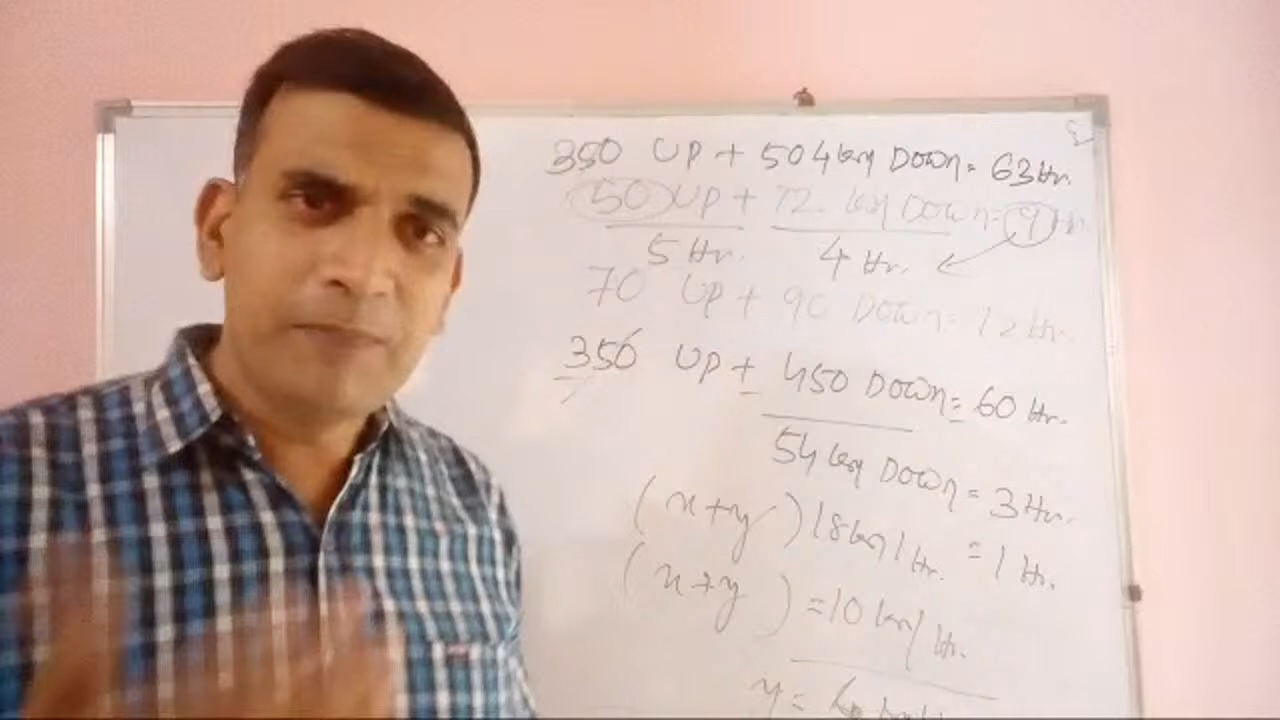 350 UP + 504 km Down = 63 Hr.
50 UP + 72 km Down = 9 Hr.
5 Hr. 4 Hr.
70 UP + 90 Down = 12 Hr.
350 UP + 450 Down = 60 Hr.
54 km Down = 3 Hr.
(x+y) 18 km/Hr. = 1 Hr.
(x+y) = 10 km/Hr.
y =